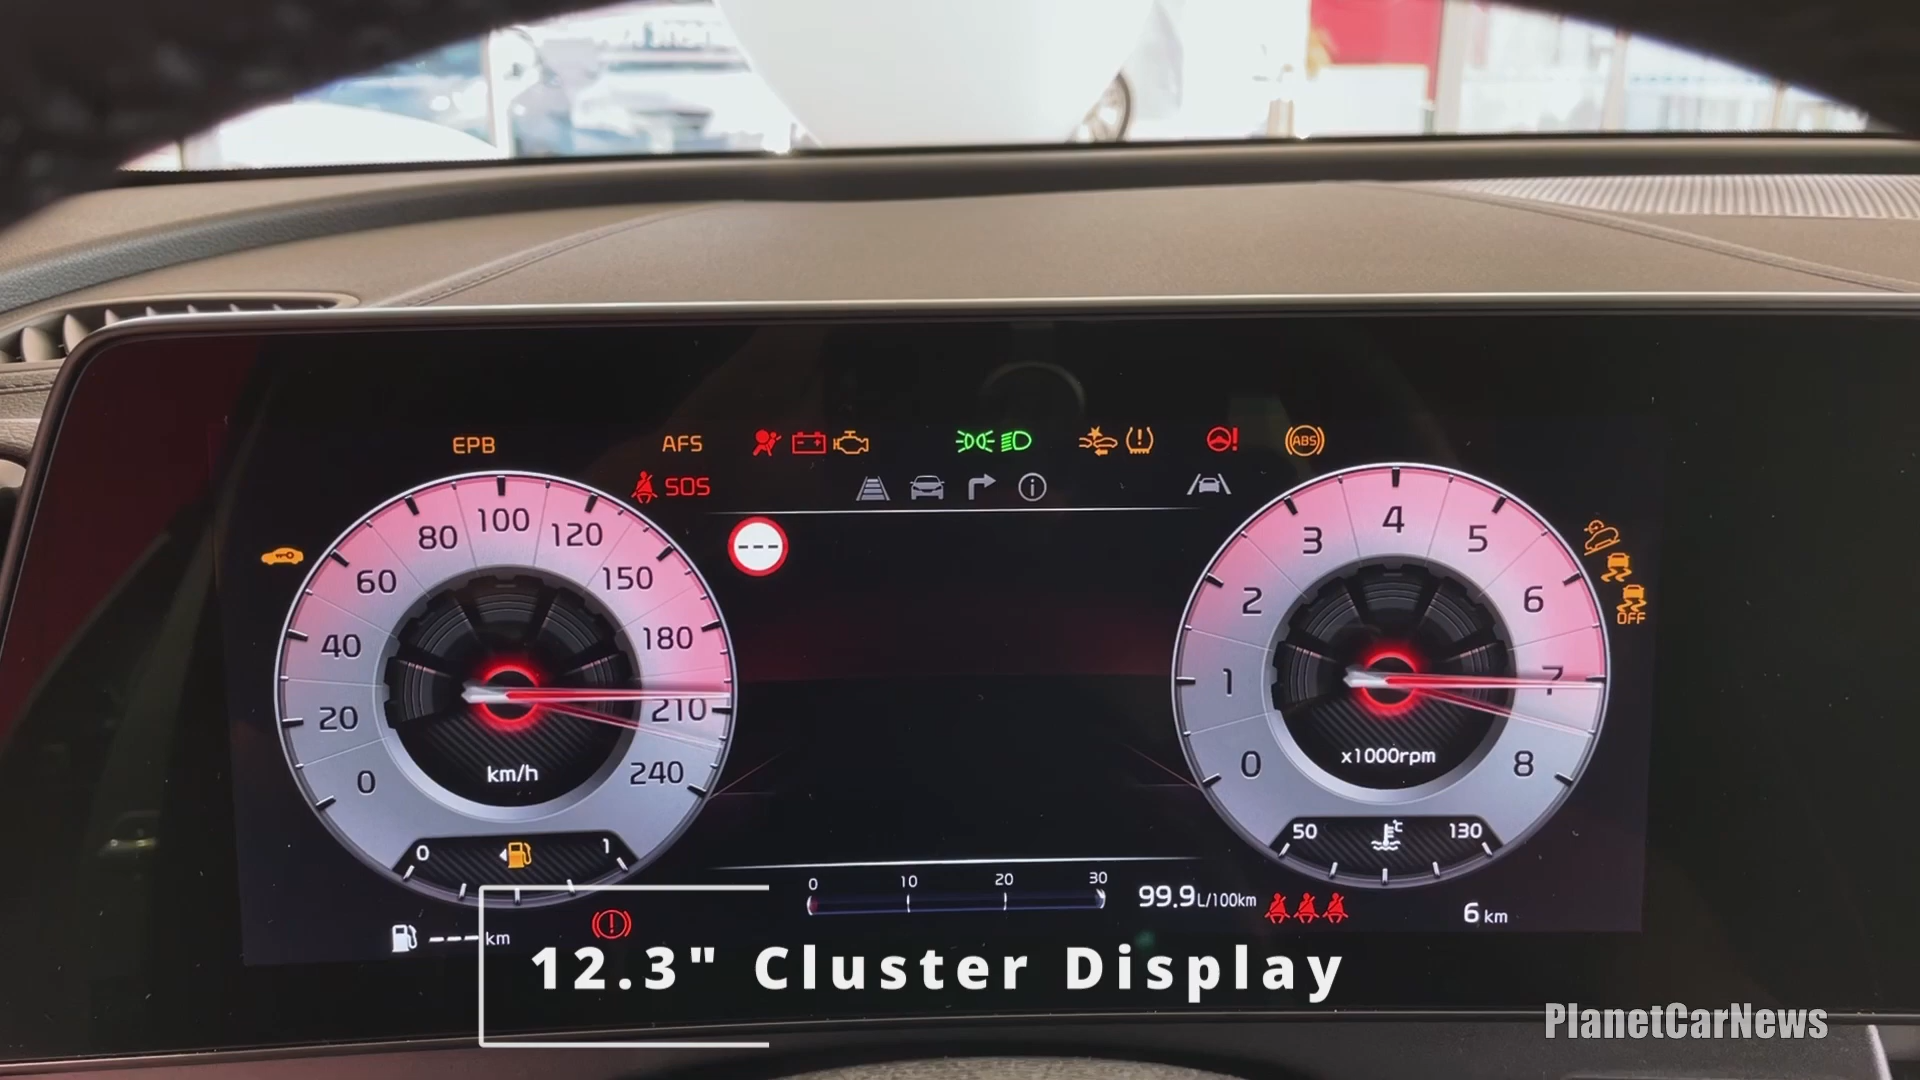 EPB AFS ABS
SOS
80 100 120
60 150
40 180
20 210
0 240
km/h
0 1
--- km
3 4 5
2 6
1 7
0 8
x1000rpm
50 °C 130
OFF
---
0 10 20 30
99.9 L/100km
6 km
12.3" Cluster Display
PlanetCarNews